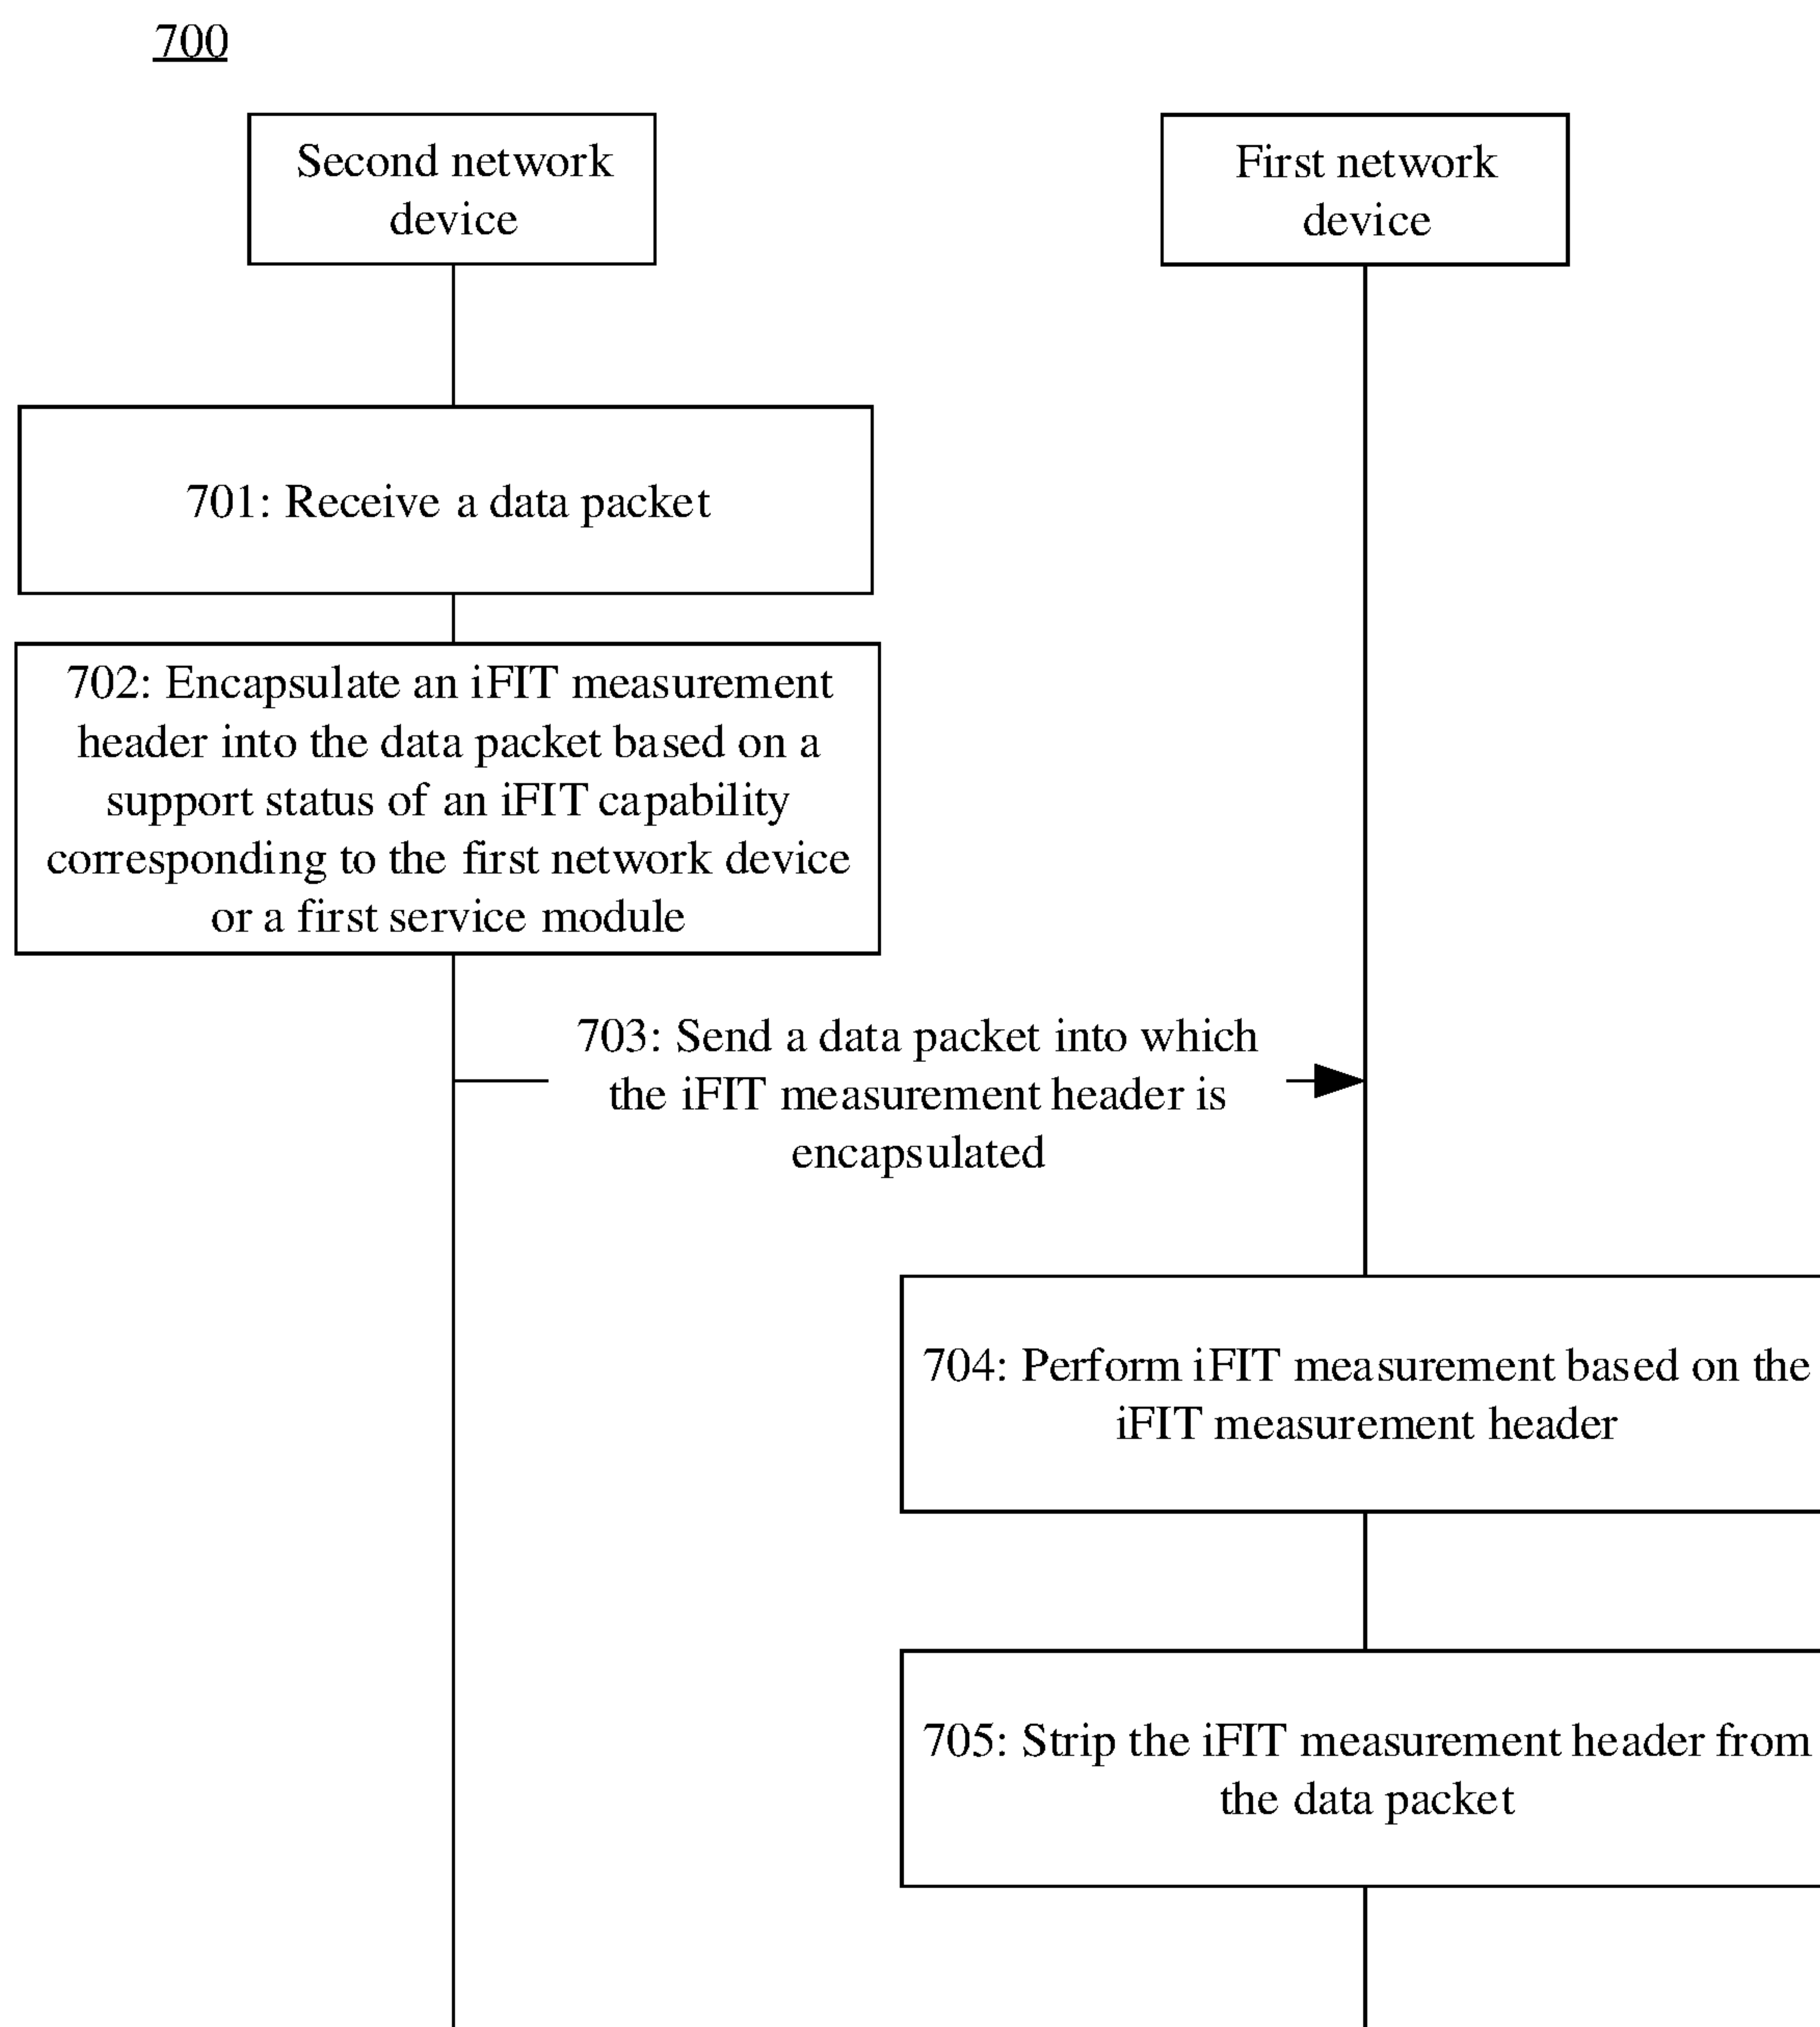 700
Second network
device
First network
device
701: Receive a data packet
702: Encapsulate an iFIT measurement
header into the data packet based on a
support status of an iFIT capability
corresponding to the first network device
or a first service module
703: Send a data packet into which
the iFIT measurement header is
encapsulated
704: Perform iFIT measurement based on the
iFIT measurement header
705: Strip the iFIT measurement header from
the data packet